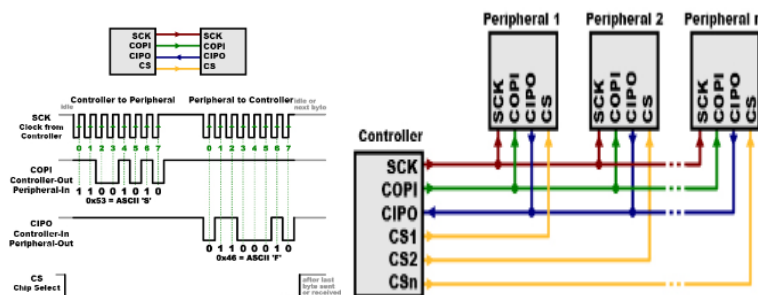 SCK SCK
COPI COPI
CIPO CIPO
CS CS
Controller to Peripheral Peripheral to Controller
idle idle or next byte
SCK
Clock from
Controller
0 1 2 3 4 5 6 7 0 1 2 3 4 5 6 7
COPI
Controller-Out
Peripheral-In
1 1 0 0 1 0 1 0
0x53 = ASCII 'S'
CIPO
Controller-In
Peripheral-Out
0 1 1 0 0 0 1 0
0x46 = ASCII 'F'
CS
Chip Select
after last
byte sent
or received
Peripheral 1 Peripheral 2 Peripheral n
SCK COPI CIPO CS SCK COPI CIPO CS SCK COPI CIPO CS
Controller
SCK
COPI
CIPO
CS1
CS2
CSn